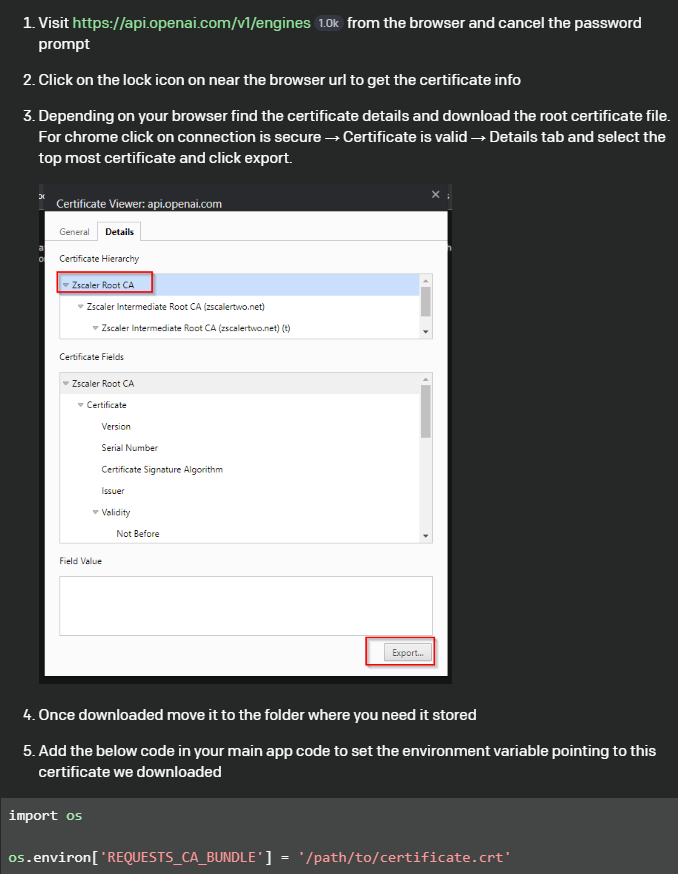 1. Visit https://api.openai.com/v1/engines 1.0k from the browser and cancel the password
prompt
2. Click on the lock icon on near the browser url to get the certificate info
3. Depending on your browser find the certificate details and download the root certificate file.
For chrome click on connection is secure → Certificate is valid → Details tab and select the
top most certificate and click export.
Certificate Viewer: api.openai.com
General Details
Certificate Hierarchy
Zscaler Root CA
Zscaler Intermediate Root CA (zscalertwo.net)
Zscaler Intermediate Root CA (zscalertwo.net) (t)
Certificate Fields
Zscaler Root CA
Certificate
Version
Serial Number
Certificate Signature Algorithm
Issuer
Validity
Not Before
Field Value
Export...
4. Once downloaded move it to the folder where you need it stored
5. Add the below code in your main app code to set the environment variable pointing to this
certificate we downloaded
import os
os.environ['REQUESTS_CA_BUNDLE'] = '/path/to/certificate.crt'